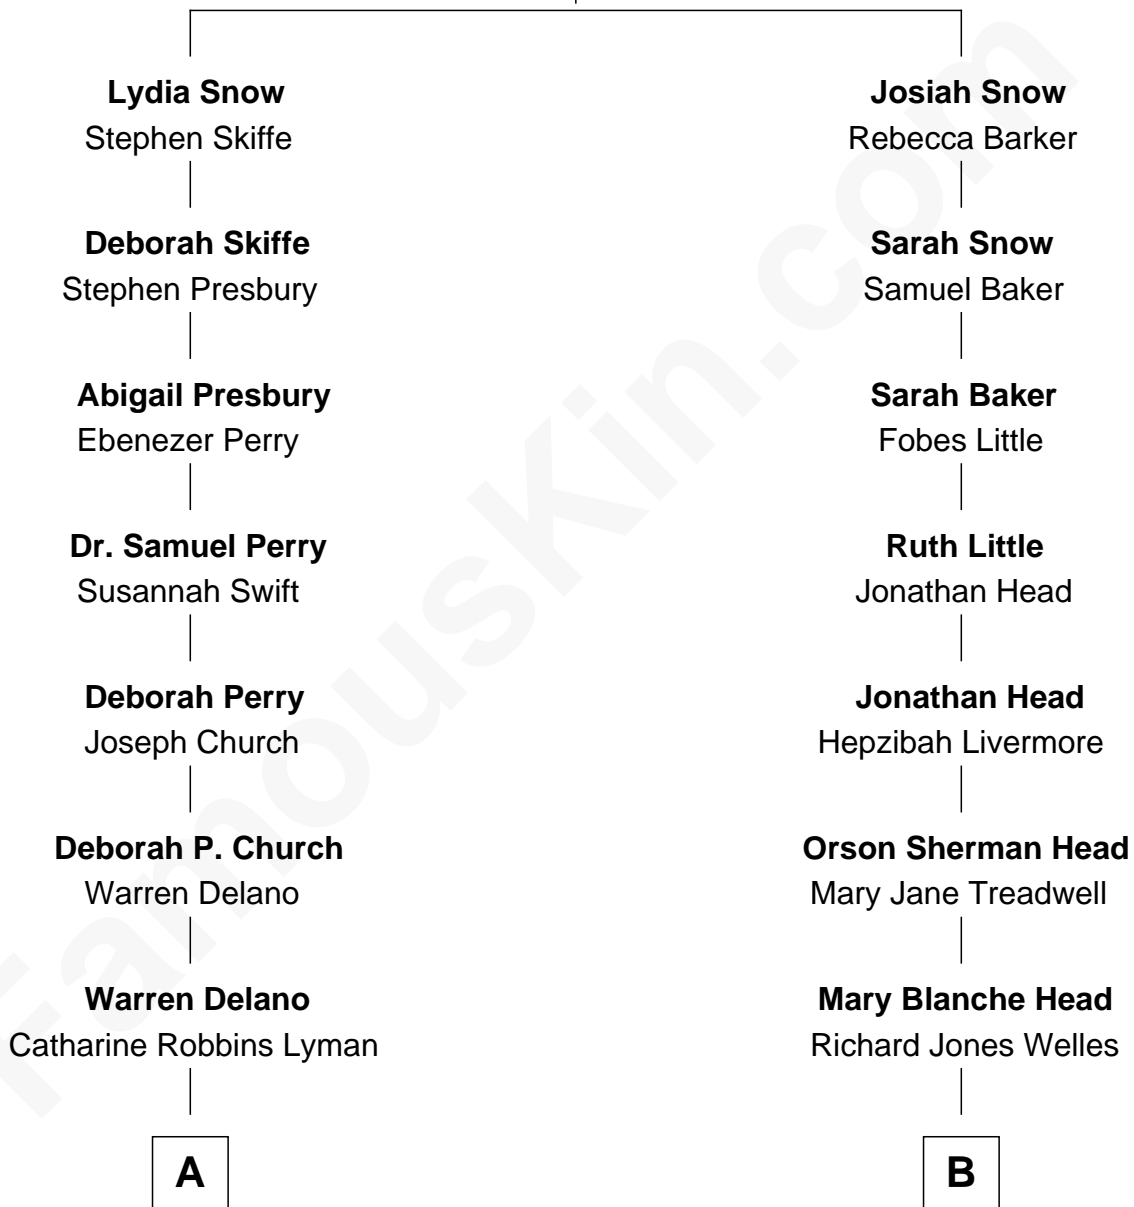 Lydia Snow
Stephen Skiffe
Deborah Skiffe
Stephen Presbury
Abigail Presbury
Ebenezer Perry
Dr. Samuel Perry
Susannah Swift
Deborah Perry
Joseph Church
Deborah P. Church
Warren Delano
Warren Delano
Catharine Robbins Lyman
A
Josiah Snow
Rebecca Barker
Sarah Snow
Samuel Baker
Sarah Baker
Fobes Little
Ruth Little
Jonathan Head
Jonathan Head
Hepzibah Livermore
Orson Sherman Head
Mary Jane Treadwell
Mary Blanche Head
Richard Jones Welles
B
FamousKin.com